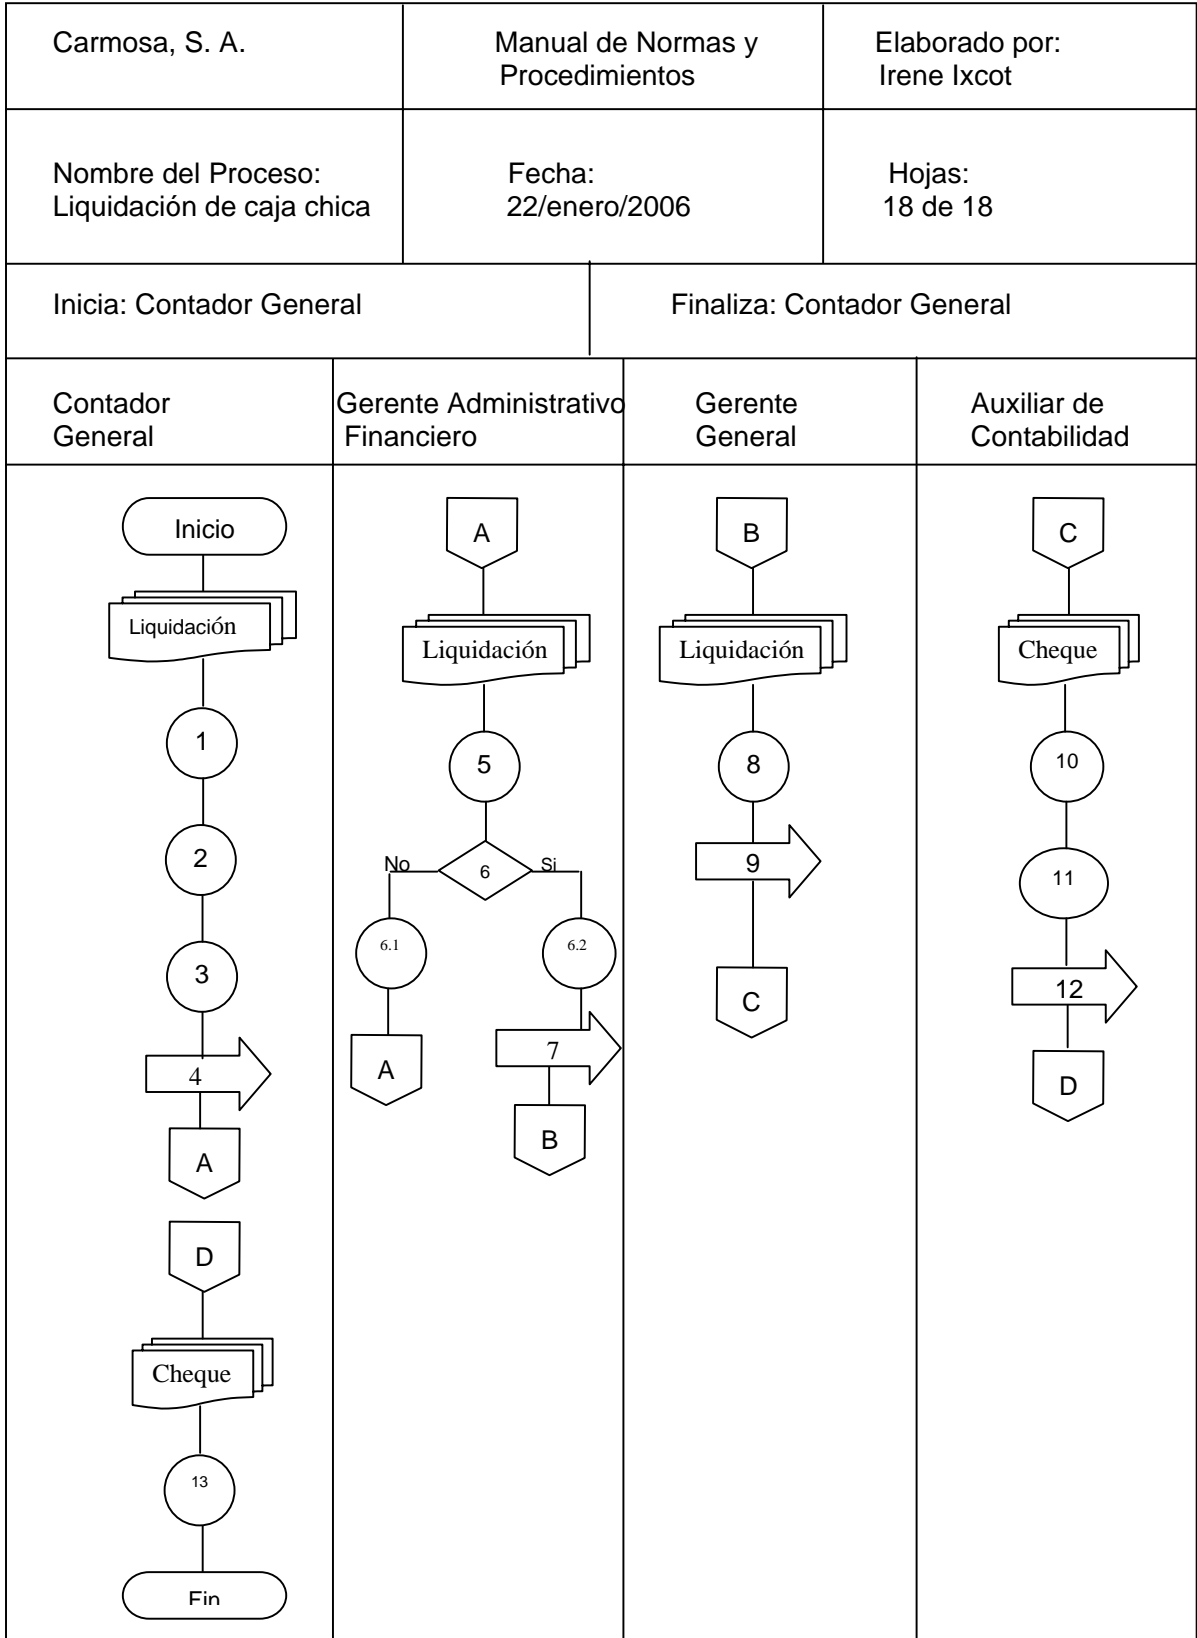 Carmosa, S. A.
Manual de Normas y
Procedimientos
Elaborado por:
Irene Ixcot
Nombre del Proceso:
Liquidación de caja chica
Fecha:
22/enero/2006
Hojas:
18 de 18
Inicia: Contador General
Finaliza: Contador General
Contador
General
Gerente Administrativo
Financiero
Gerente
General
Auxiliar de
Contabilidad
Inicio
Liquidación
1
2
3
4
A
D
Cheque
13
Fin
A
Liquidación
5
6
No
Si
6.1
6.2
A
7
B
B
Liquidación
8
9
C
C
Cheque
10
11
12
D